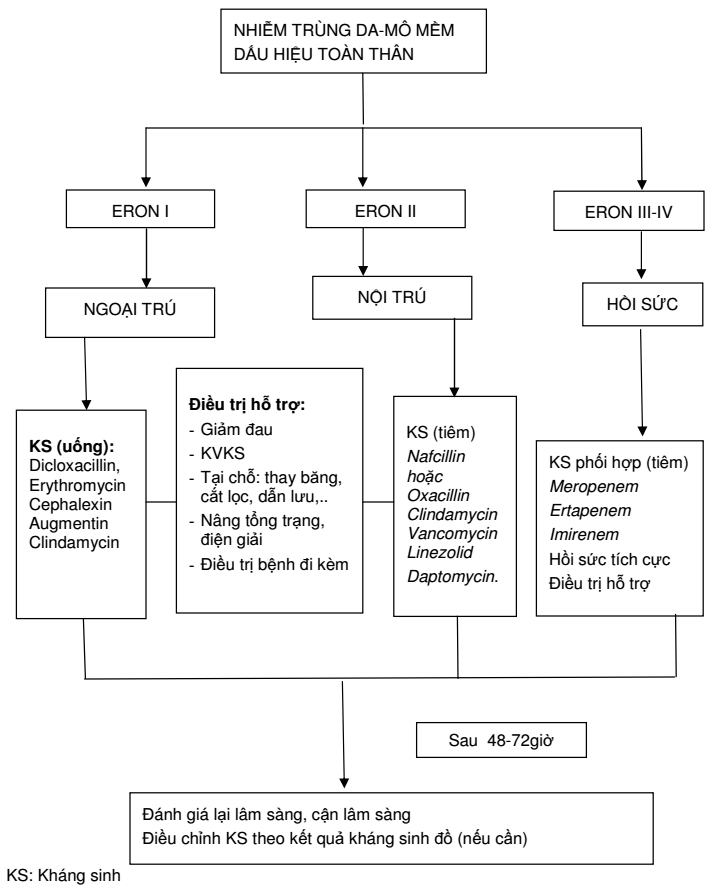 NHIỄM TRÙNG DA-MÔ MÈM
DẤU HIỆU TOÀN THÂN
ERON I
ERON II
ERON III-IV
NGOẠI TRÚ
NỘI TRÚ
HỒI SỨC
KS (uống):
Dicloxacillin,
Erythromycin
Cephalexin
Augmentin
Clindamycin
Điều trị hỗ trợ:
- Giảm đau
- KVKS
- Tại chỗ: thay băng,
cắt lọc, dẫn lưu,..
- Nâng tổng trạng,
điện giải
- Điều trị bệnh đi kèm
KS (tiêm)
Nafcillin
hoặc
Oxacillin
Clindamycin
Vancomycin
Linezolid
Daptomycin.
KS phối hợp (tiêm)
Meropenem
Ertapenem
Imirenem
Hồi sức tích cực
Điều trị hỗ trợ
Sau 48-72giờ
Đánh giá lại lâm sàng, cận lâm sàng
Điều chỉnh KS theo kết quả kháng sinh đồ (nếu cần)
KS: Kháng sinh